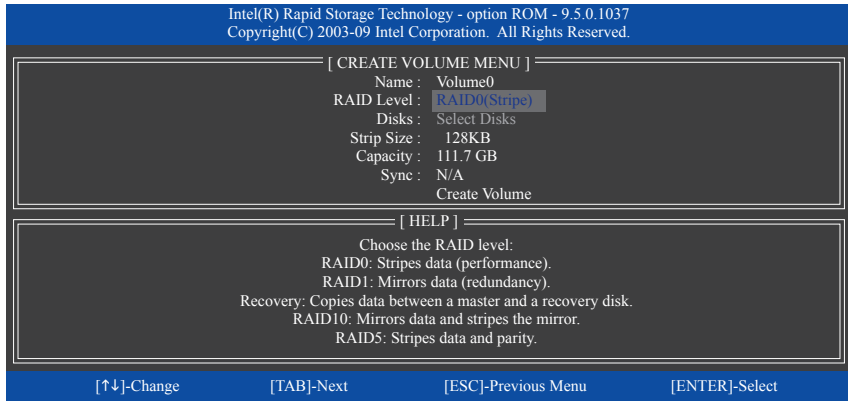 Intel(R) Rapid Storage Technology - option ROM - 9.5.0.1037
Copyright(C) 2003-09 Intel Corporation. All Rights Reserved.
[ CREATE VOLUME MENU ]
Name : Volume0
RAID Level : RAID0(Stripe)
Disks : Select Disks
Strip Size : 128KB
Capacity : 111.7 GB
Sync : N/A
Create Volume
[ HELP ]
Choose the RAID level:
RAID0: Stripes data (performance).
RAID1: Mirrors data (redundancy).
Recovery: Copies data between a master and a recovery disk.
RAID10: Mirrors data and stripes the mirror.
RAID5: Stripes data and parity.
[↑↓]-Change [TAB]-Next [ESC]-Previous Menu [ENTER]-Select